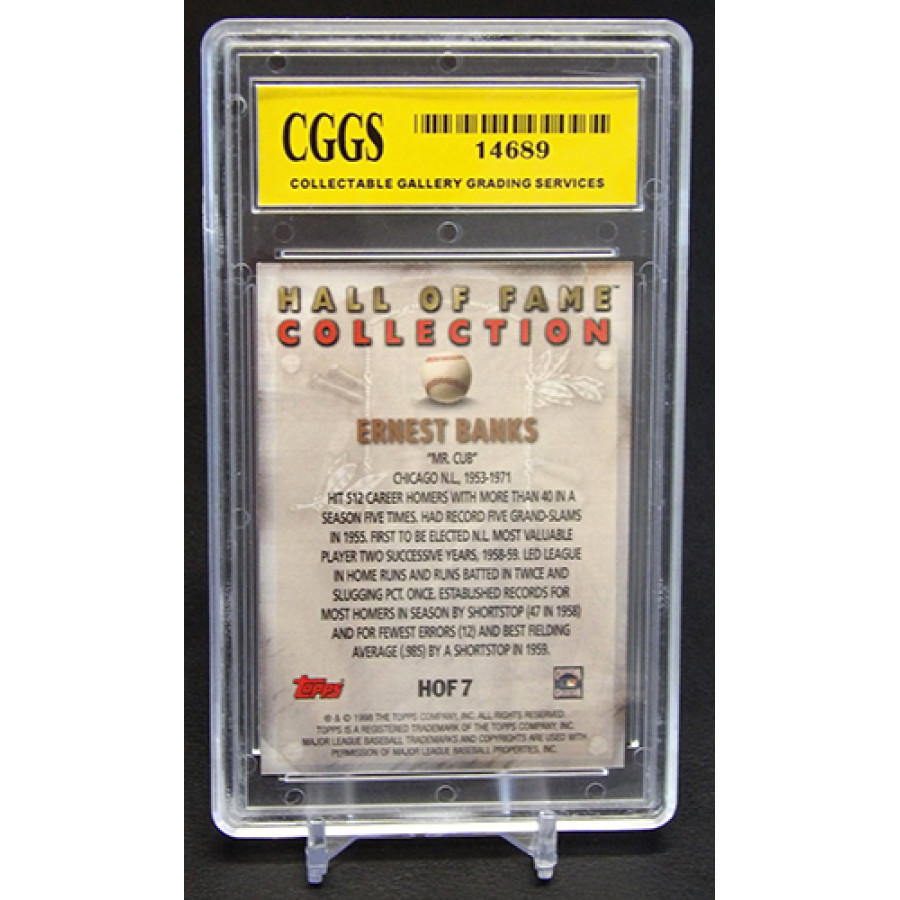 CGGS
14689
COLLECTABLE GALLERY GRADING SERVICES
HALL OF FAME™
COLLECTION
ERNEST BANKS
"MR. CUB"
CHICAGO N.L., 1953-1971
HIT 512 CAREER HOMERS WITH MORE THAN 40 IN A
SEASON FIVE TIMES. HAD RECORD FIVE GRAND-SLAMS
IN 1955. FIRST TO BE ELECTED N.L. MOST VALUABLE
PLAYER TWO SUCCESSIVE YEARS, 1958-59. LED LEAGUE
IN HOME RUNS AND RUNS BATTED IN TWICE AND
SLUGGING PCT. ONCE. ESTABLISHED RECORDS FOR
MOST HOMERS IN SEASON BY SHORTSTOP (47 IN 1958)
AND FOR FEWEST ERRORS (12) AND BEST FIELDING
AVERAGE (.985) BY A SHORTSTOP IN 1959.
TOPPS
HOF 7
® & © 1998 THE TOPPS COMPANY, INC. ALL RIGHTS RESERVED.
TOPPS IS A REGISTERED TRADEMARK OF THE TOPPS COMPANY, INC.
MAJOR LEAGUE BASEBALL TRADEMARKS AND COPYRIGHTS ARE USED WITH
PERMISSION OF MAJOR LEAGUE BASEBALL PROPERTIES, INC.